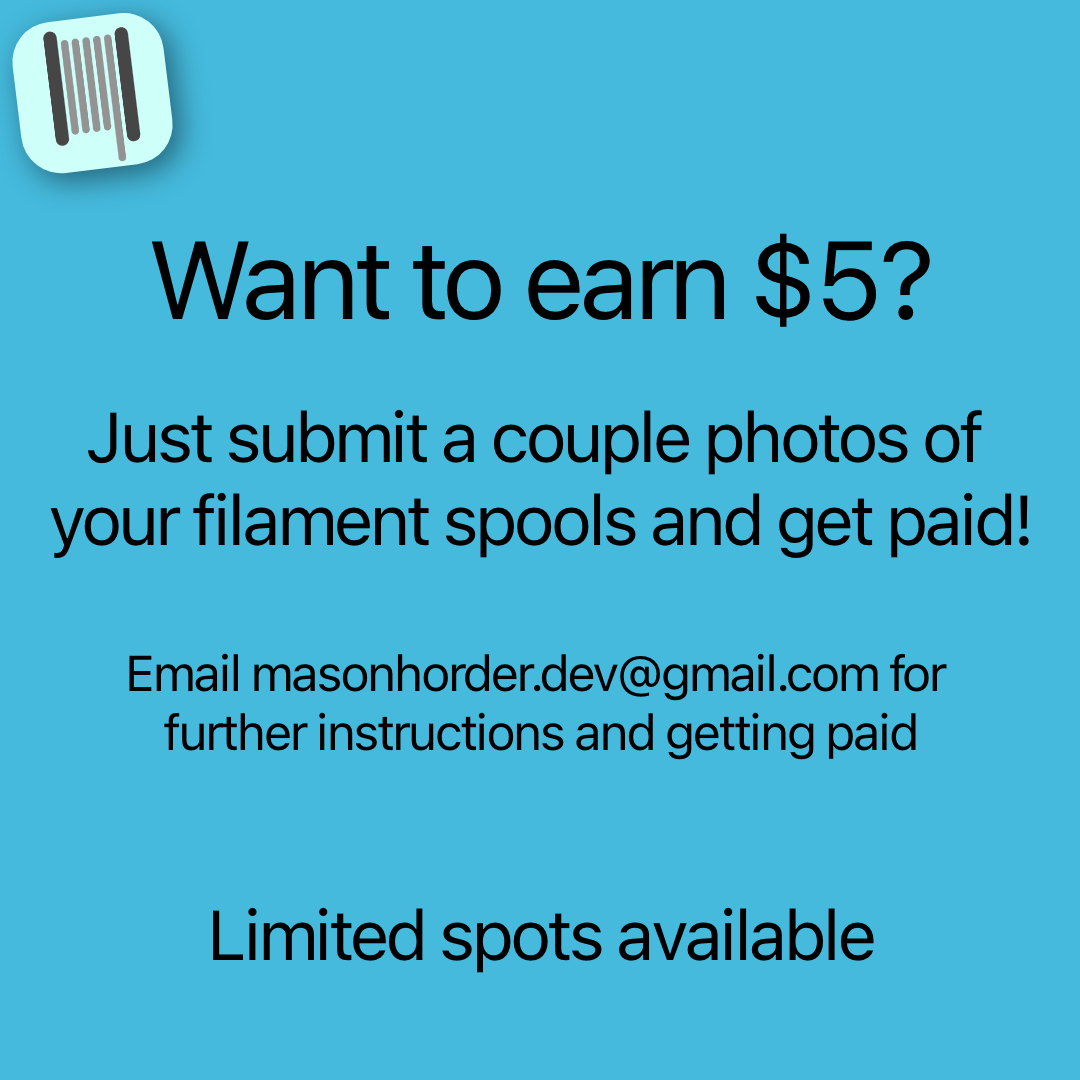 Want to earn $5?
Just submit a couple photos of
your filament spools and get paid!
Email masonhorder.dev@gmail.com for
further instructions and getting paid
Limited spots available